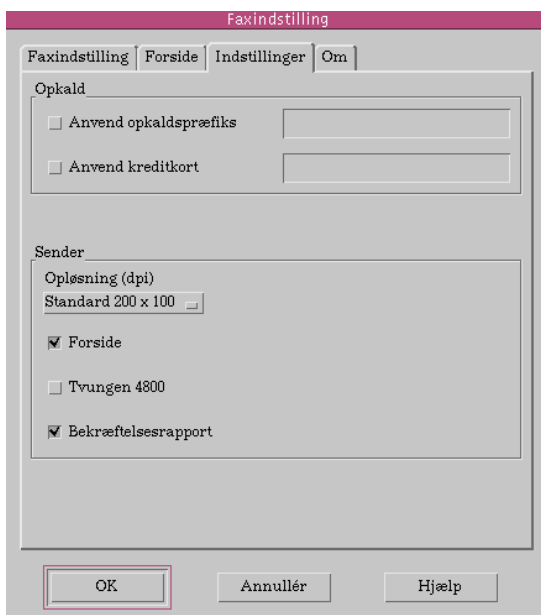 Faxindstilling
Faxindstilling Forside Indstillinger Om
Opkald
Anvend opkaldspræfiks
Anvend kreditkort
Sender
Opløsning (dpi)
Standard 200 x 100
Forside
Tvungen 4800
Bekræftelsesrapport
OK Annullér Hjælp